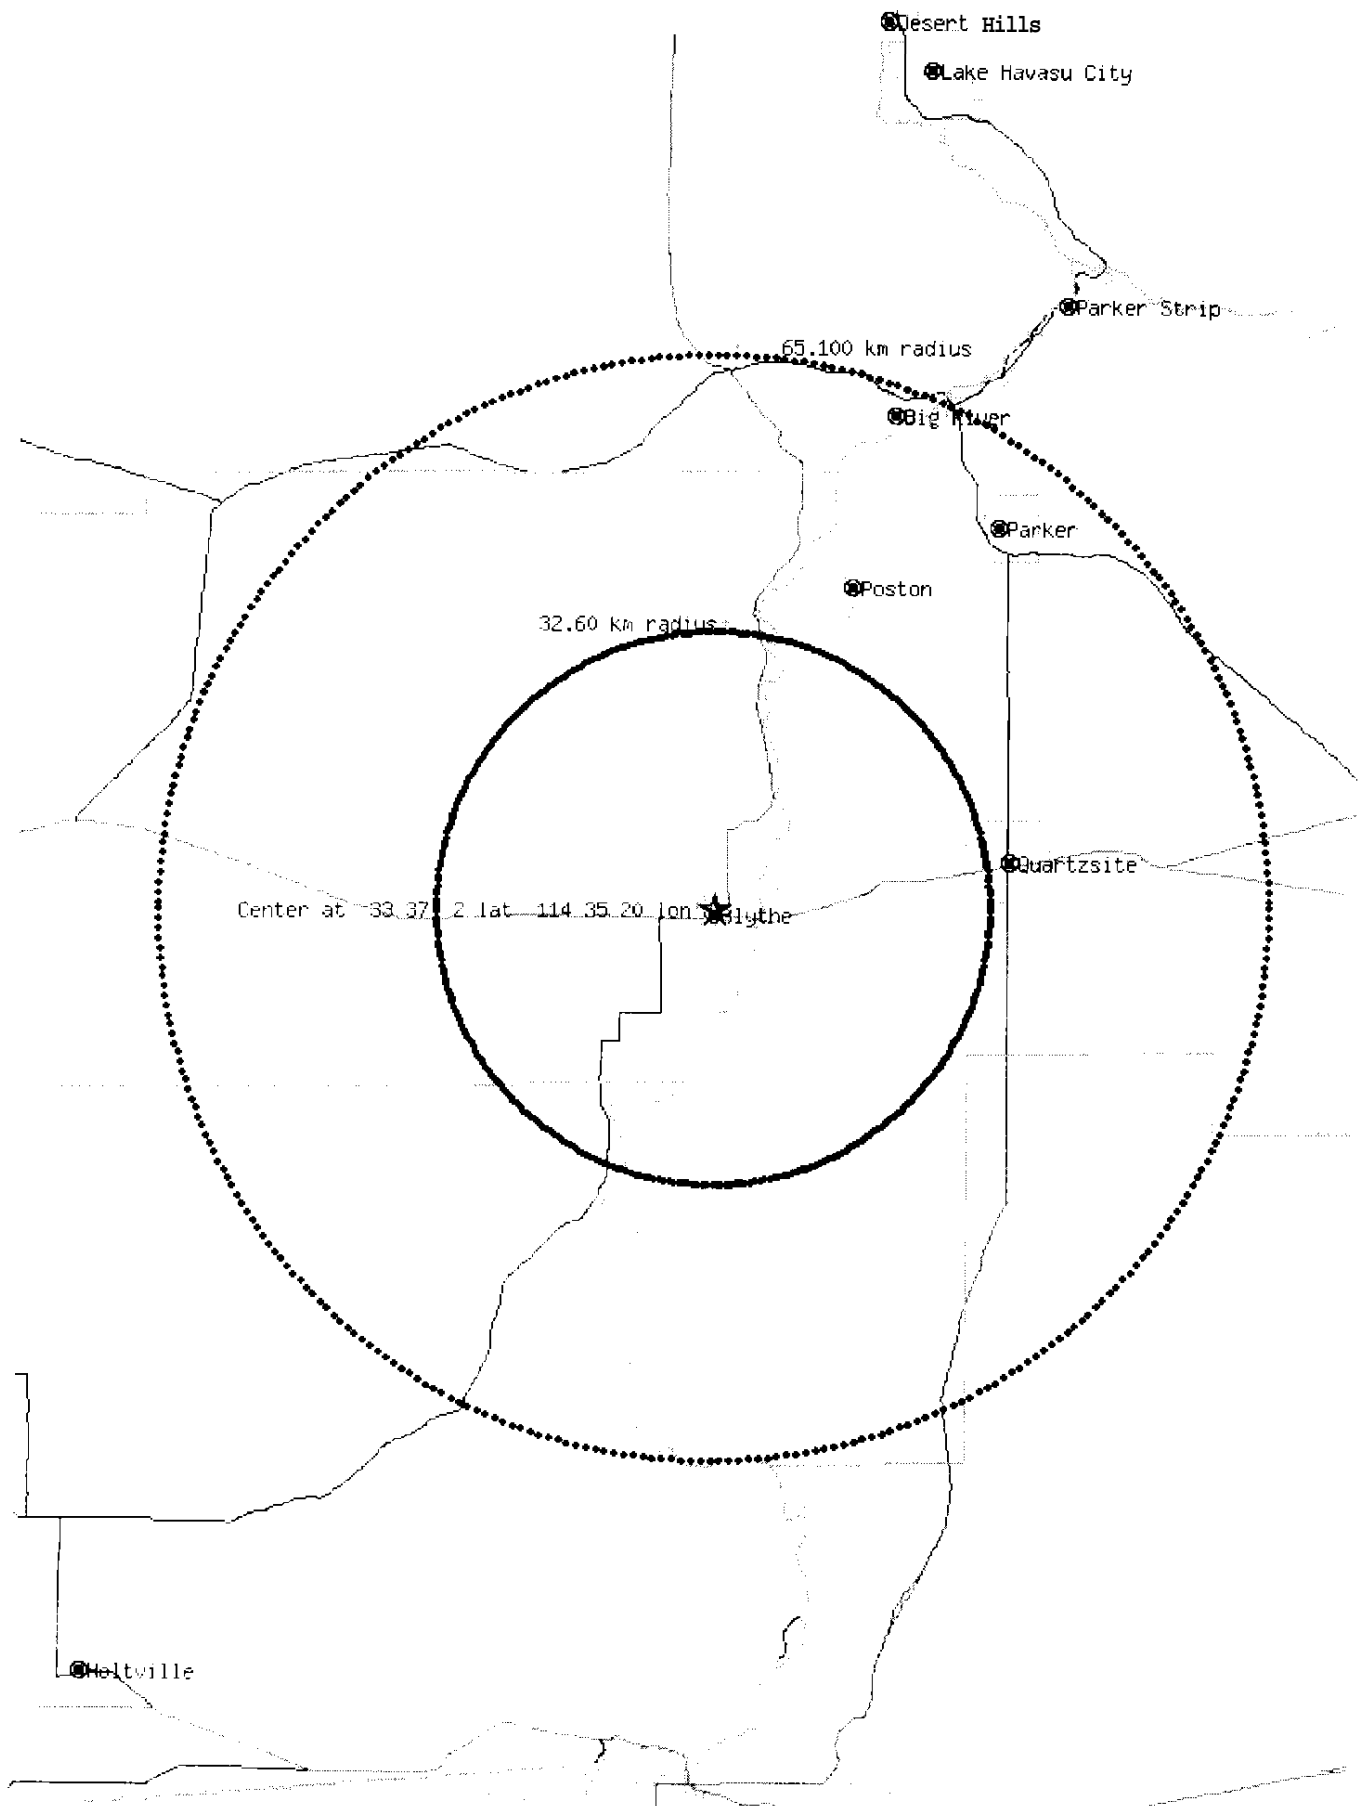 Desert Hills
Lake Havasu City
Parker Strip
65.100 km radius
Big River
Parker
Poston
32.60 km radius
Quartzsite
Center at 33 37 2 lat 114 35 20 lon
Blythe
Holtville